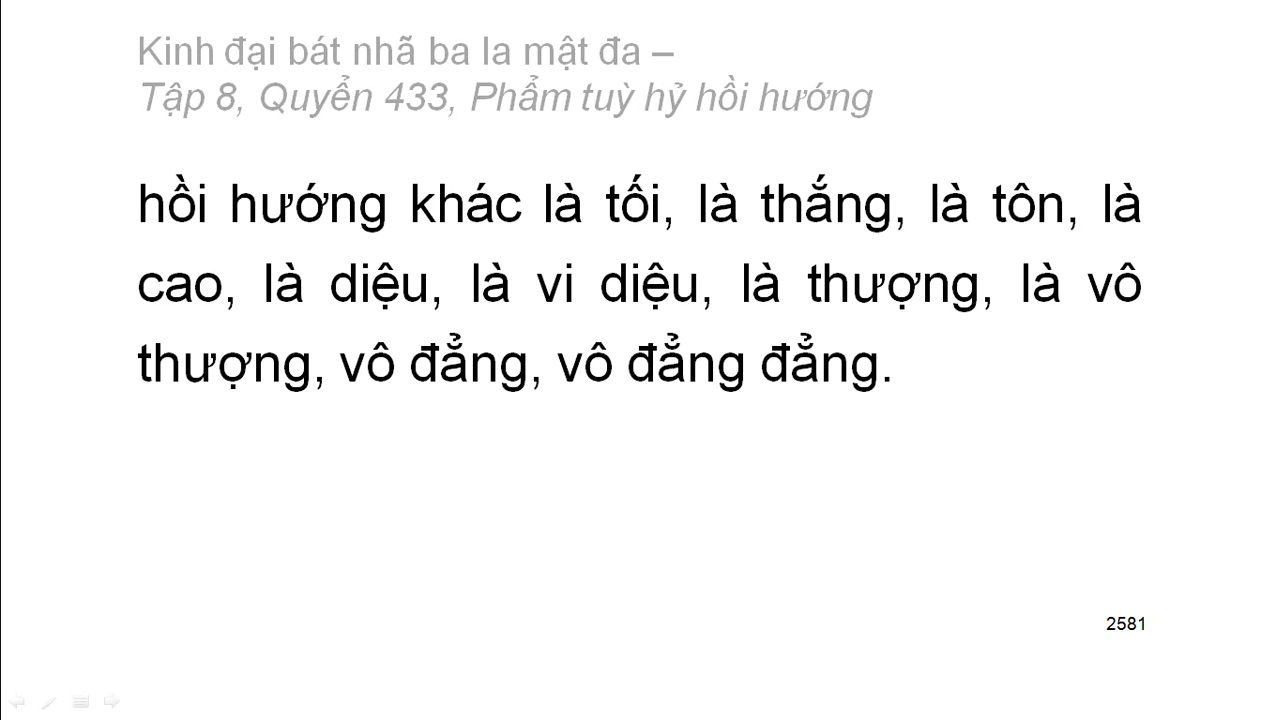 Kinh đại bát nhã ba la mật đa –
Tập 8, Quyển 433, Phẩm tuỳ hỷ hồi hướng
hồi hướng khác là tối, là thắng, là tôn, là
cao, là diệu, là vi diệu, là thượng, là vô
thượng, vô đẳng, vô đẳng đẳng.
2581